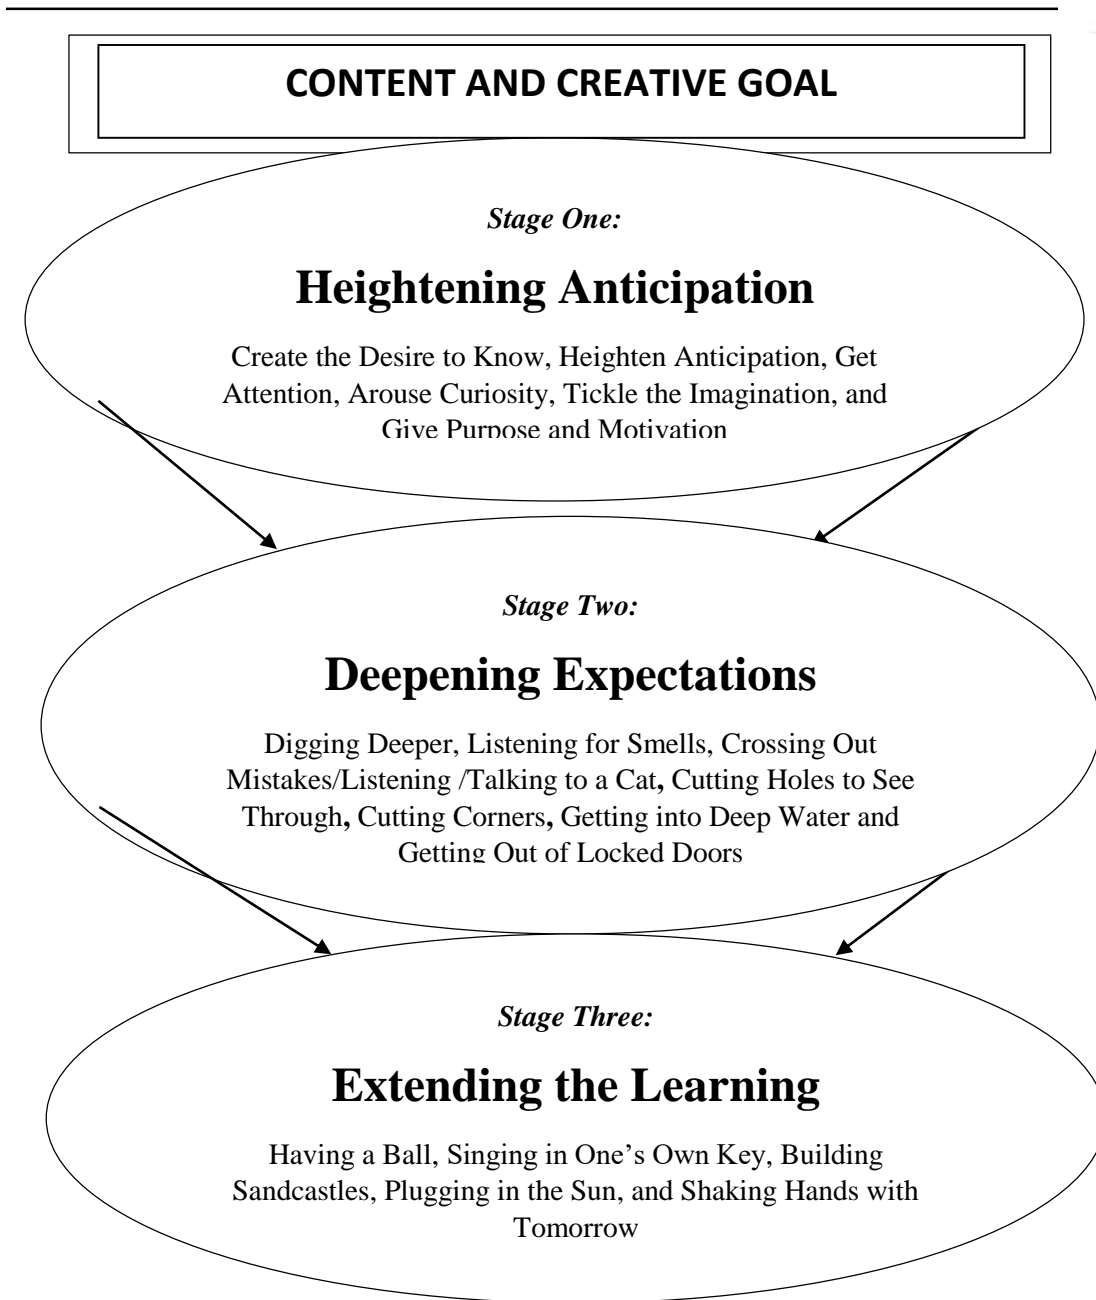 CONTENT AND CREATIVE GOAL
Stage One:
Heightening Anticipation
Create the Desire to Know, Heighten Anticipation, Get
Attention, Arouse Curiosity, Tickle the Imagination, and
Give Purpose and Motivation
Stage Two:
Deepening Expectations
Digging Deeper, Listening for Smells, Crossing Out
Mistakes/Listening /Talking to a Cat, Cutting Holes to See
Through, Cutting Corners, Getting into Deep Water and
Getting Out of Locked Doors
Stage Three:
Extending the Learning
Having a Ball, Singing in One’s Own Key, Building
Sandcastles, Plugging in the Sun, and Shaking Hands with
Tomorrow